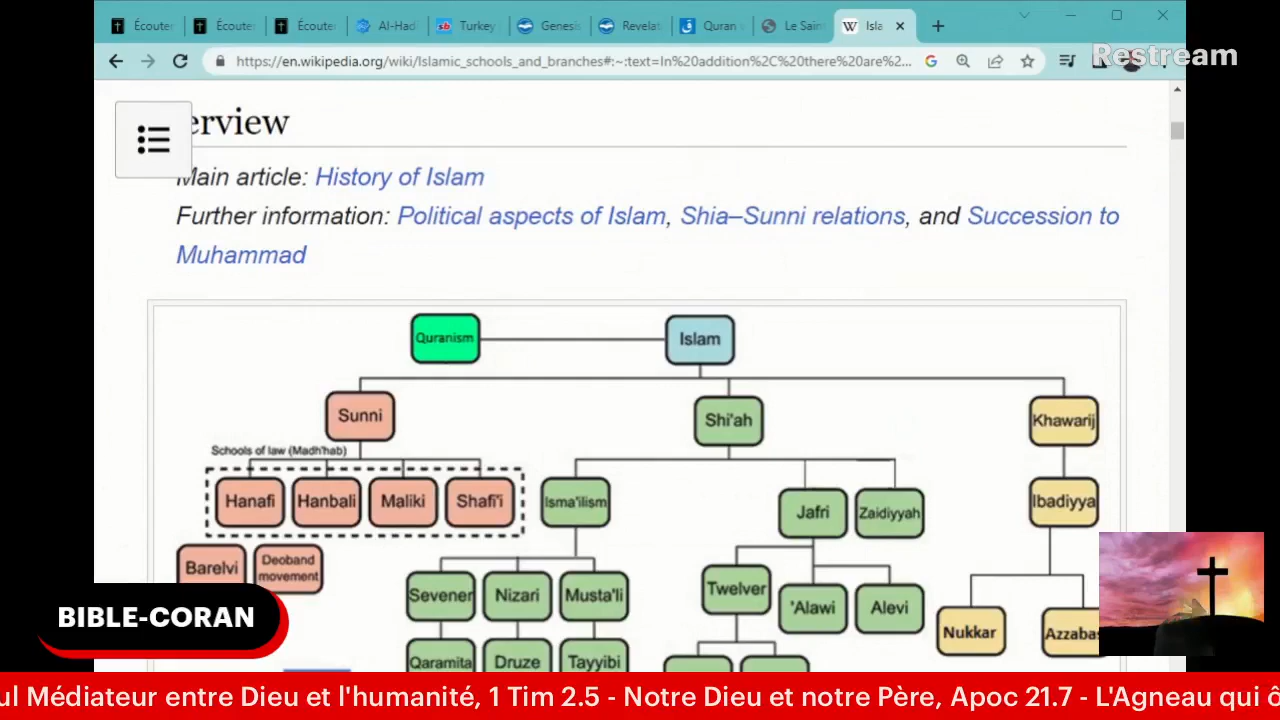 Écouter
Écouter
Écouter
Al-Had
Turkey
Genesis
Revelat
Quran
Le Sain
Isla
https://en.wikipedia.org/wiki/Islamic_schools_and_branches#:~:text=In%20addition%2C%20there%20are%2...
Restream
erview
Main article: History of Islam
Further information: Political aspects of Islam, Shia–Sunni relations, and Succession to
Muhammad
Quranism
Islam
Sunni
Shi'ah
Khawarij
Schools of law (Madh'hab)
Hanafi
Hanbali
Maliki
Shafi'i
Isma'ilism
Jafri
Zaidiyyah
Ibadiyya
Barelvi
Deoband
movement
Sevener
Nizari
Musta'li
Twelver
'Alawi
Alevi
Nukkar
Azzabas
Qaramita
Druze
Tayyibi
BIBLE-CORAN
ul Médiateur entre Dieu et l'humanité, 1 Tim 2.5 - Notre Dieu et notre Père, Apoc 21.7 - L'Agneau qui ô